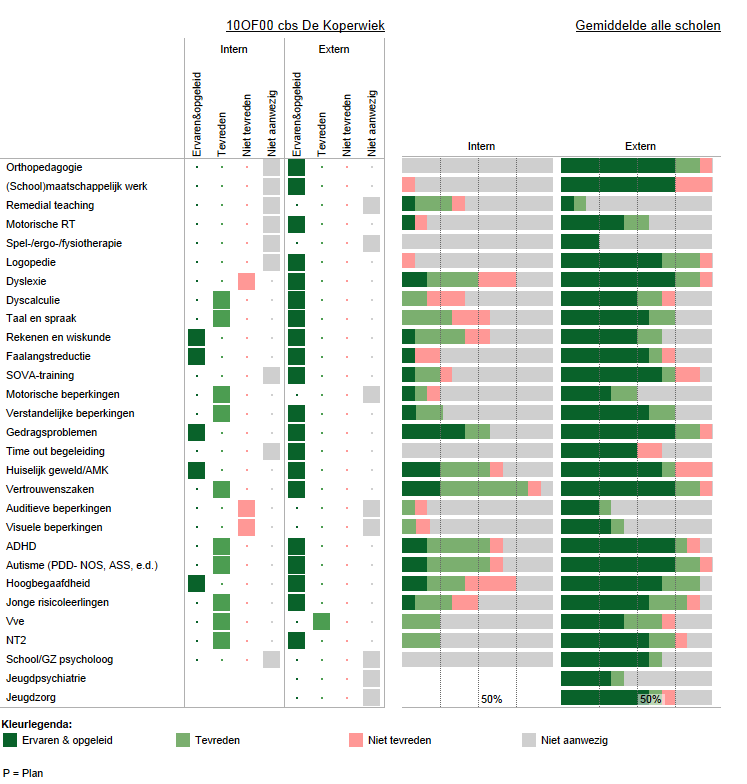 10OF00 cbs De Koperwiek Gemiddelde alle scholen
Intern Extern
Ervaren&opgeleid Tevreden Niet tevreden Niet aanwezig Ervaren&opgeleid Tevreden Niet tevreden Niet aanwezig
Intern Extern
Orthopedagogie
(School)maatschappelijk werk
Remedial teaching
Motorische RT
Spel-/ergo-/fysiotherapie
Logopedie
Dyslexie
Dyscalculie
Taal en spraak
Rekenen en wiskunde
Faalangstreductie
SOVA-training
Motorische beperkingen
Verstandelijke beperkingen
Gedragsproblemen
Time out begeleiding
Huiselijk geweld/AMK
Vertrouwenszaken
Auditieve beperkingen
Visuele beperkingen
ADHD
Autisme (PDD- NOS, ASS, e.d.)
Hoogbegaafdheid
Jonge risicoleerlingen
Vve
NT2
School/GZ psycholoog
Jeugdpsychiatrie
Jeugdzorg 50% 50%
Kleurlegenda:
Ervaren & opgeleid Tevreden Niet tevreden Niet aanwezig
P = Plan